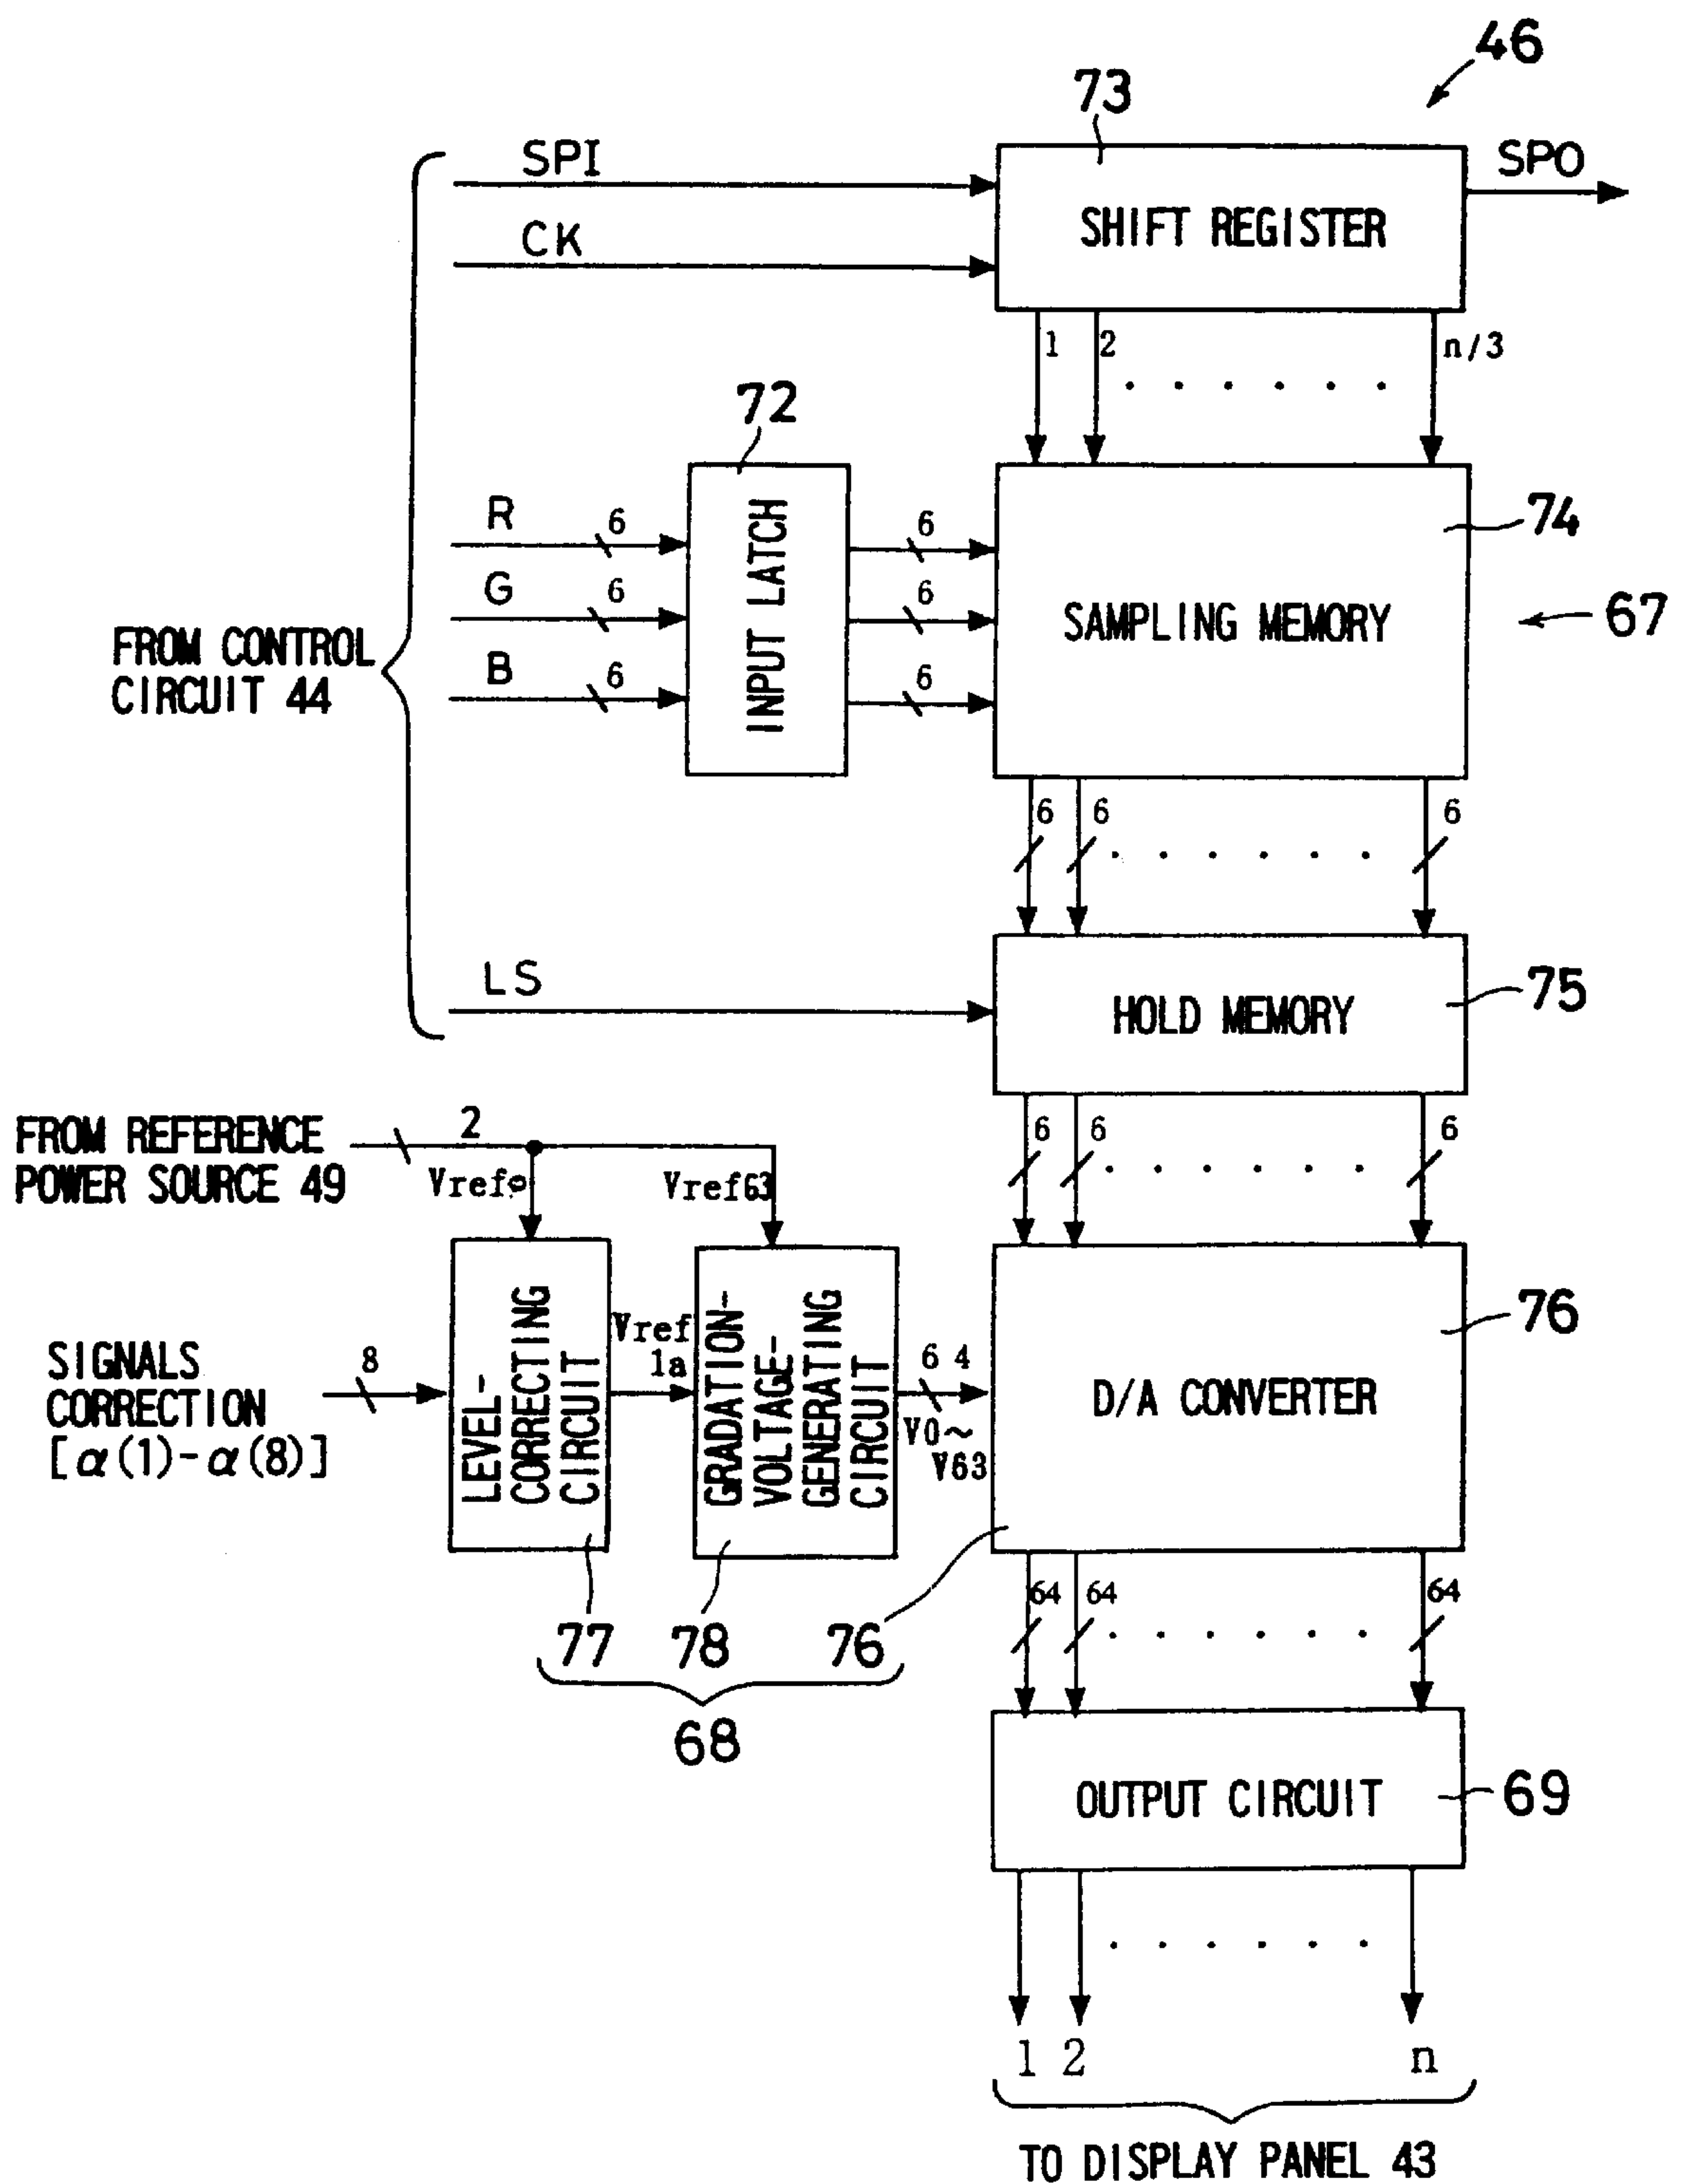 46
73
SPI
SPO
SHIFT REGISTER
CK
1
2
n/3
72
R
6
6
74
INPUT LATCH
G
6
6
SAMPLING MEMORY
67
FROM CONTROL
CIRCUIT 44
B
6
6
6
6
6
LS
75
HOLD MEMORY
FROM REFERENCE
POWER SOURCE 49
2
6
6
6
Vref0
Vref63
76
SIGNALS
CORRECTION
[α(1)-α(8)]
8
LEVEL-
CORRECTING
CIRCUIT
Vref
1a
GRADATION-
VOLTAGE-
GENERATING
CIRCUIT
6 4
V0~
V63
D/A CONVERTER
64
64
64
77
78
76
68
OUTPUT CIRCUIT
69
1
2
n
TO DISPLAY PANEL 43